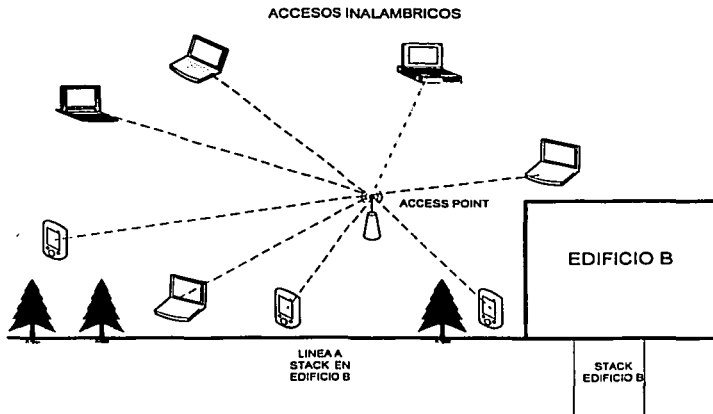 ACCESOS INALAMBRICOS
ACCESS POINT
EDIFICIO B
LINEA A
STACK EN
EDIFICIO B
STACK
EDIFICIO B